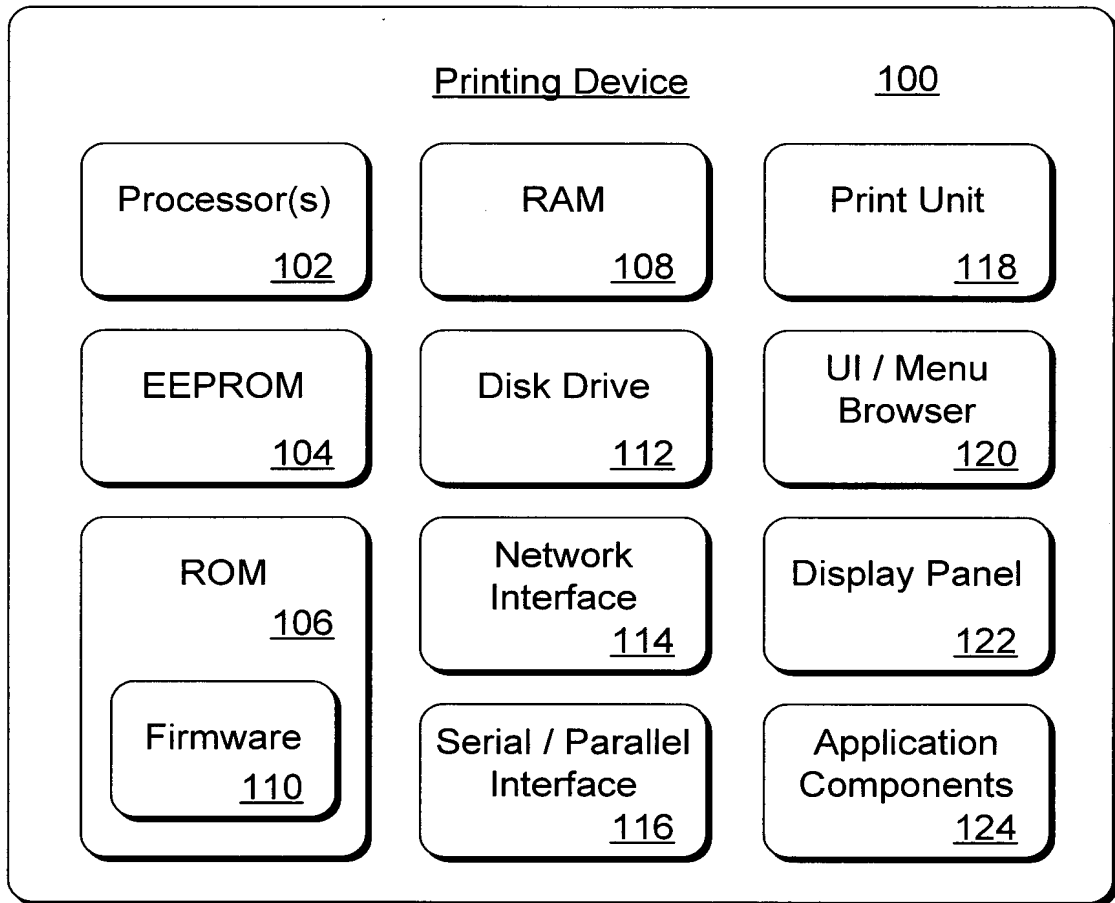 Printing Device 100
Processor(s)
102
RAM
108
Print Unit
118
EEPROM
104
Disk Drive
112
UI / Menu
Browser
120
ROM
106
Firmware
110
Network
Interface
114
Display Panel
122
Serial / Parallel
Interface
116
Application
Components
124